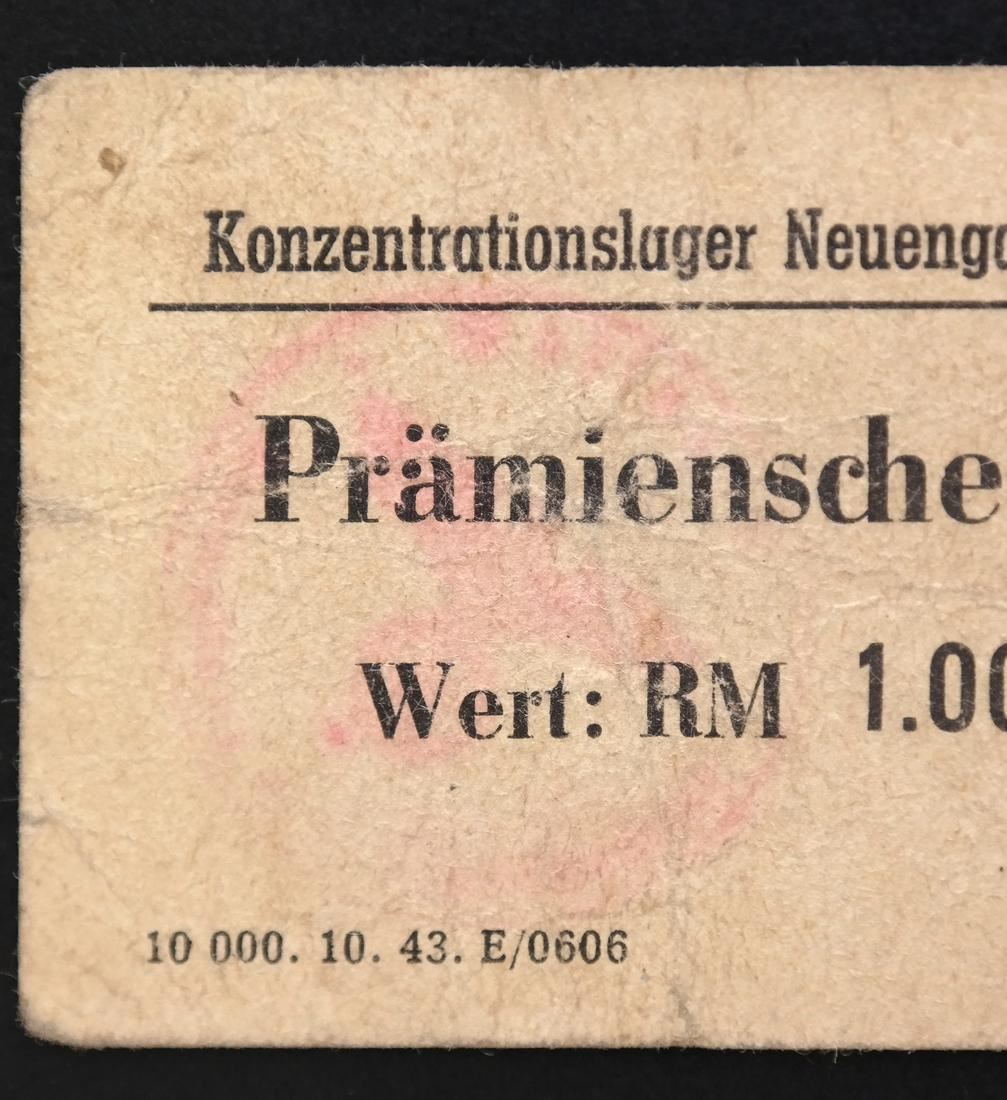 Konzentrationslager Neueng
Prämiensche
Wert: RM 1.00
10 000. 10. 43. E/0606